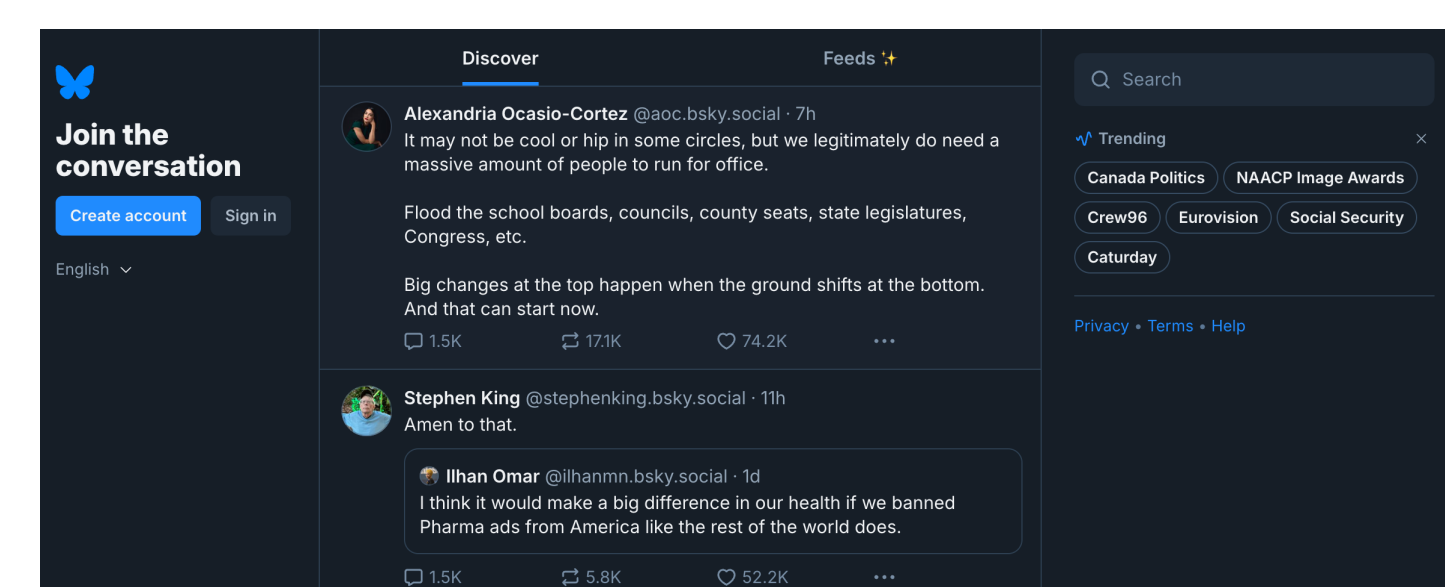 Join the
conversation
Create account
Sign in
English
Discover
Feeds ✨
Alexandria Ocasio-Cortez @aoc.bsky.social · 7h
It may not be cool or hip in some circles, but we legitimately do need a
massive amount of people to run for office.
Flood the school boards, councils, county seats, state legislatures,
Congress, etc.
Big changes at the top happen when the ground shifts at the bottom.
And that can start now.
1.5K 17.1K 74.2K
Stephen King @stephenking.bsky.social · 11h
Amen to that.
Ilhan Omar @ilhanmn.bsky.social · 1d
I think it would make a big difference in our health if we banned
Pharma ads from America like the rest of the world does.
1.5K 5.8K 52.2K
Search
Trending
Canada Politics NAACP Image Awards
Crew96 Eurovision Social Security
Caturday
Privacy • Terms • Help